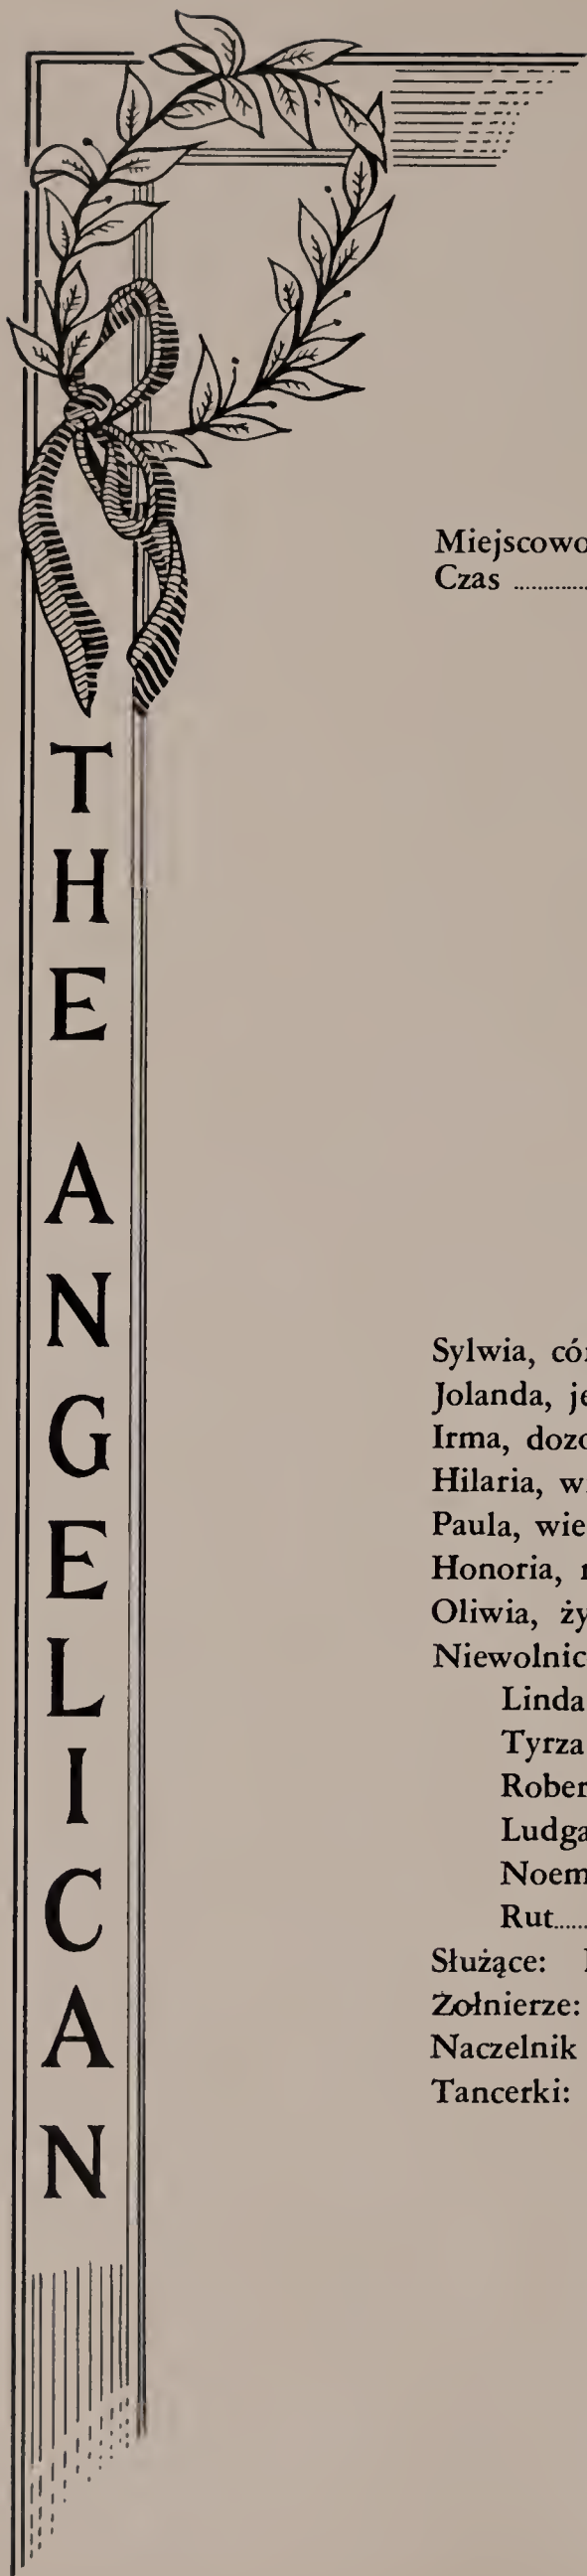 THE ANGELICAN
Miejscowo
Czas ............
Sylwia, có
Jolanda, je
Irma, dozo
Hilaria, w
Paula, wie
Honoria,
Oliwia, ży
Niewolnic
Linda
Tyrza
Rober
Ludga
Noem
Rut......
Służące:
Żołnierze:
Naczelnik
Tancerki: